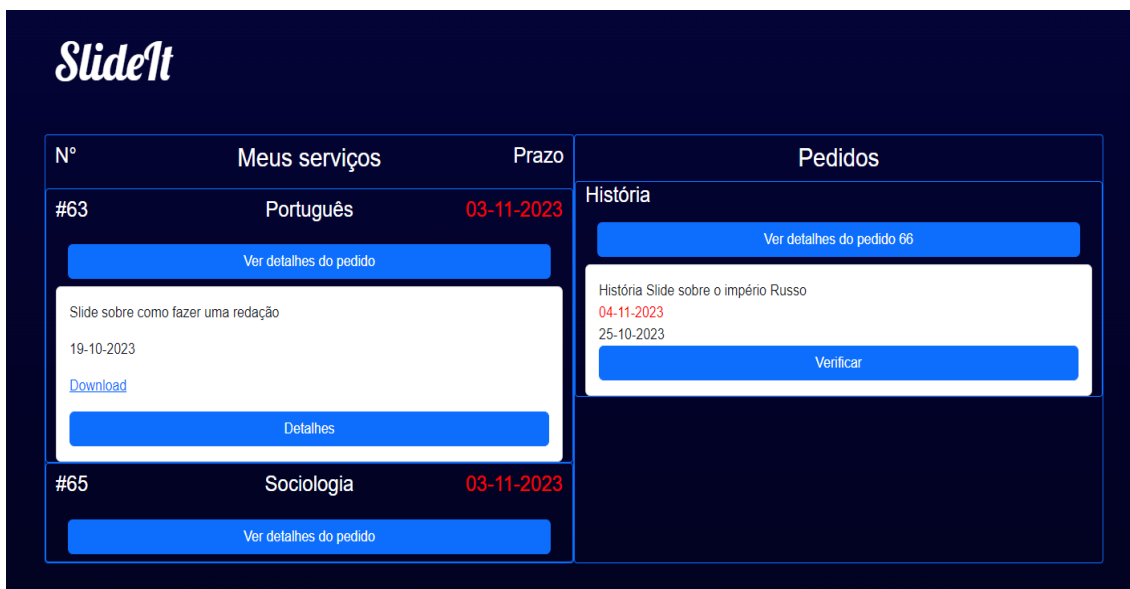 SlideIt
N° Meus serviços Prazo
#63 Português 03-11-2023
Ver detalhes do pedido
Slide sobre como fazer uma redação
19-10-2023
Download
Detalhes
#65 Sociologia 03-11-2023
Ver detalhes do pedido
Pedidos
História
Ver detalhes do pedido 66
História Slide sobre o império Russo
04-11-2023
25-10-2023
Verificar